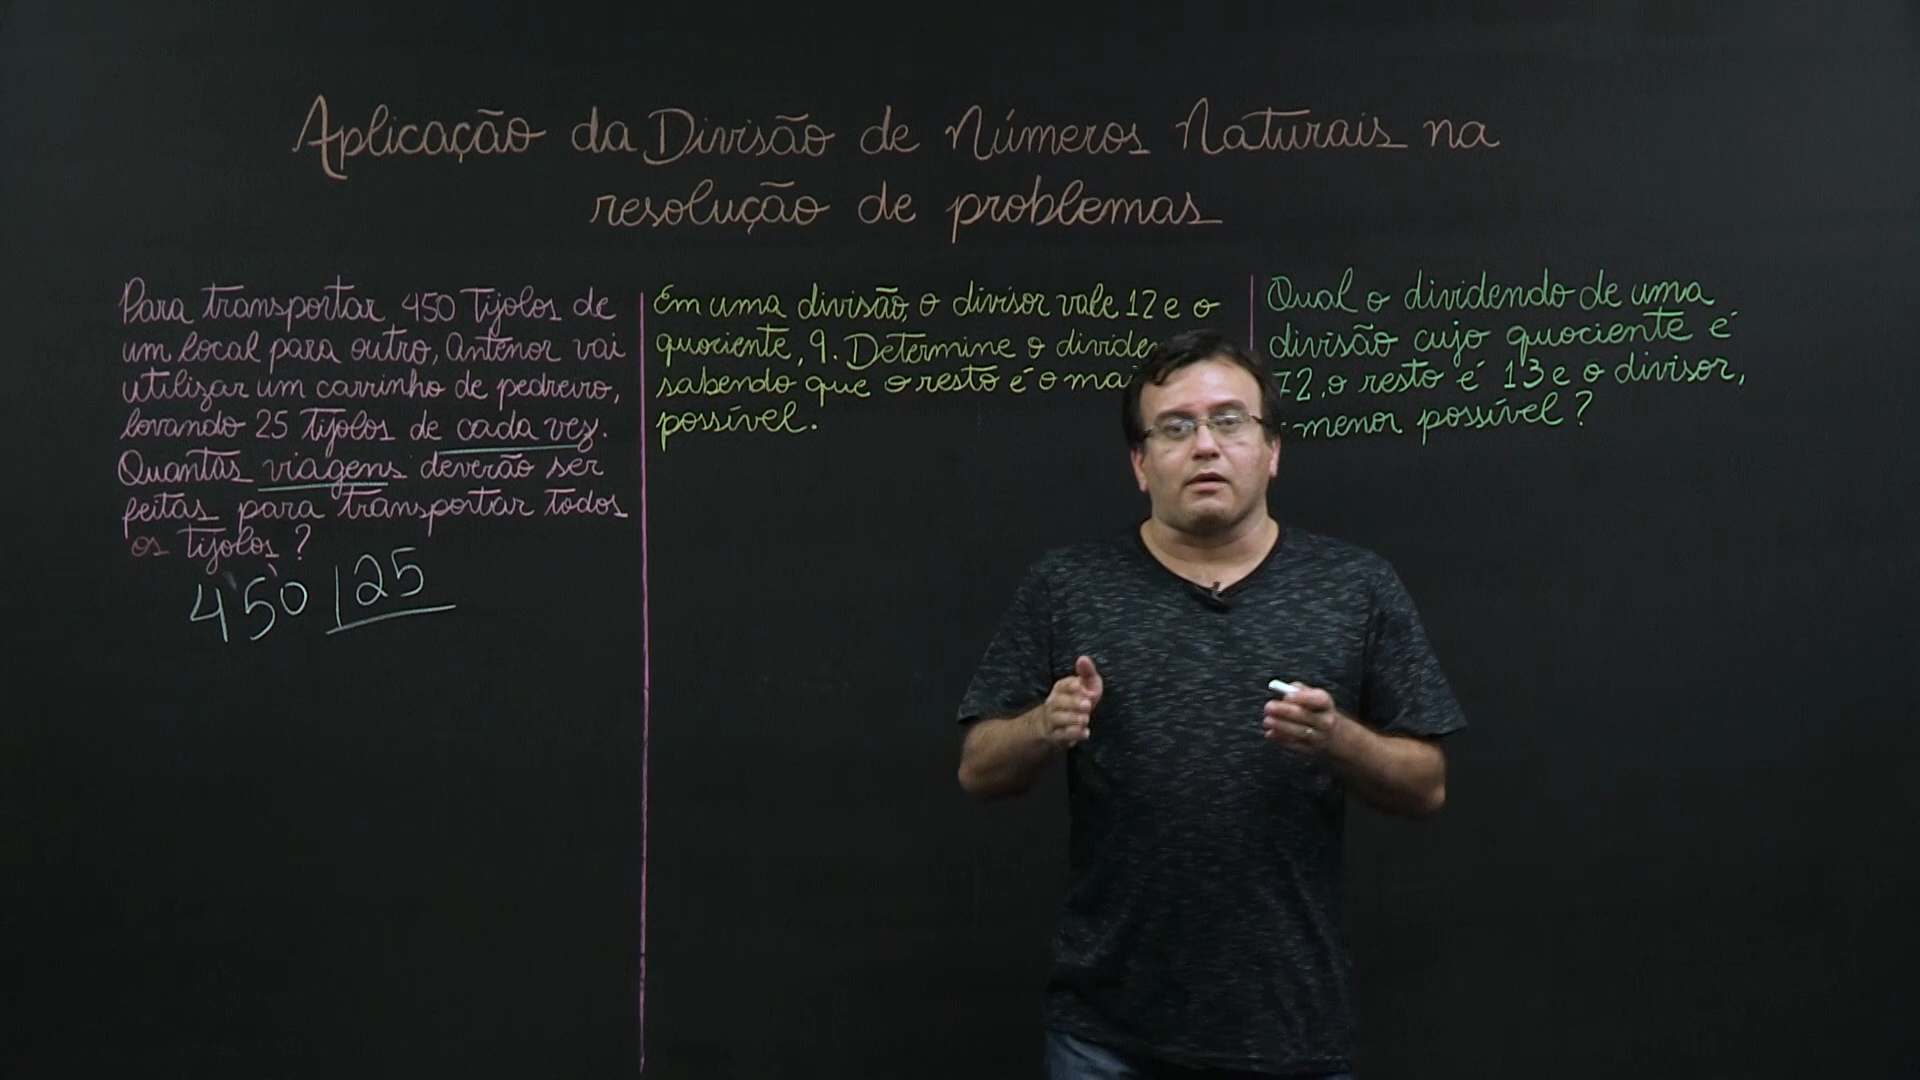 Aplicação da Divisão de Números Naturais na
resolução de problemas
Para transportar 450 tijolos de
um local para outro, Antenor vai
utilizar um carrinho de pedreiro,
levando 25 tijolos de cada vez.
Quantas viagens deverão ser
feitas para transportar todos
os tijolos?
450 25
Em uma divisão, o divisor vale 12 e o
quociente, 9. Determine o
sabendo que o resto é o
possível.
Qual o dividendo de uma
divisão cujo quociente é
72, o resto é 13 e o divisor,
menor possível?